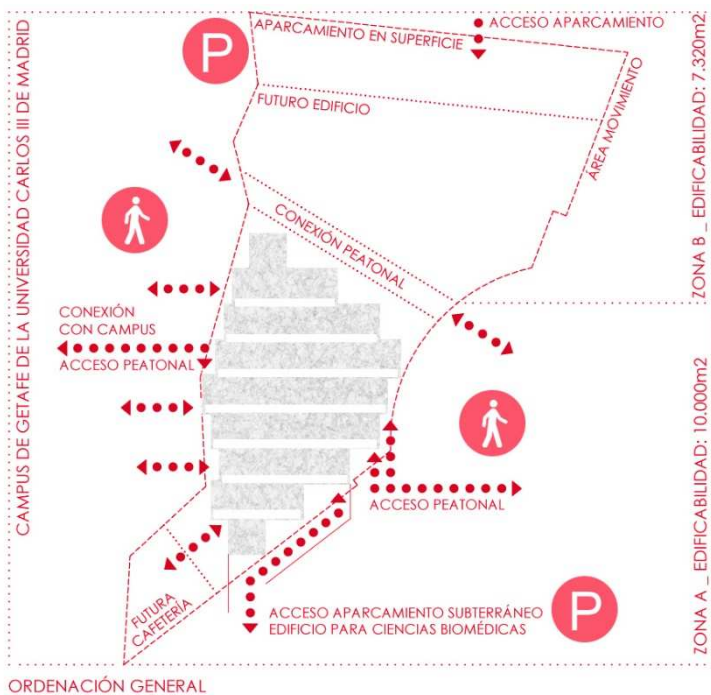 ACCESO APARCAMIENTO
APARCAMIENTO EN SUPERFICIE
P
FUTURO EDIFICIO
ÁREA MOVIMIENTO
ZONA B _ EDIFICABILIDAD: 7.320m2
CAMPUS DE GETAFE DE LA UNIVERSIDAD CARLOS III DE MADRID
CONEXIÓN PEATONAL
CONEXIÓN
CON CAMPUS
ACCESO PEATONAL
ACCESO PEATONAL
ZONA A _ EDIFICABILIDAD: 10.000m2
FUTURA
CAFETERÍA
ACCESO APARCAMIENTO SUBTERRÁNEO
EDIFICIO PARA CIENCIAS BIOMÉDICAS
P
ORDENACIÓN GENERAL